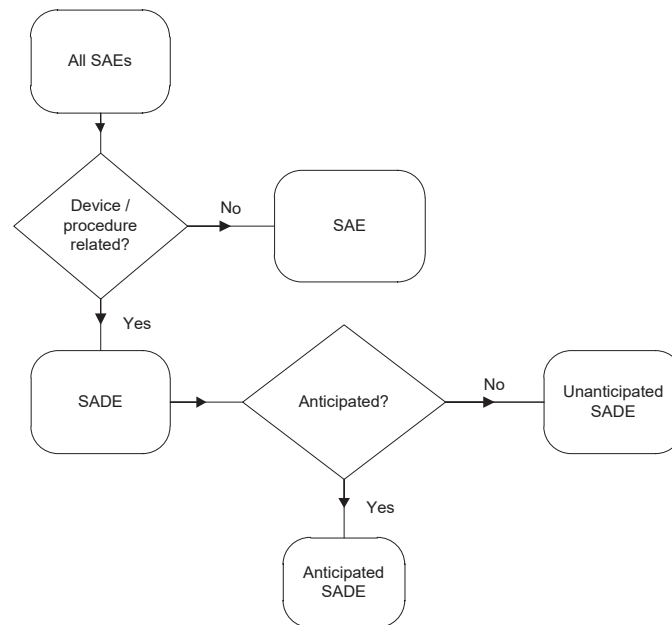 All SAEs
Device /
procedure
related?
No
SAE
Yes
SADE
Anticipated?
No
Unanticipated
SADE
Yes
Anticipated
SADE